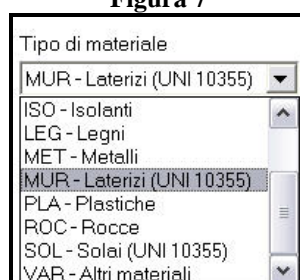 Figura 7
Tipo di materiale
MUR - Laterizi (UNI 10355)
ISO - Isolanti
LEG - Legni
MET - Metalli
MUR - Laterizi (UNI 10355)
PLA - Plastiche
ROC - Rocce
SOL - Solai (UNI 10355)
VAR - Altri materiali